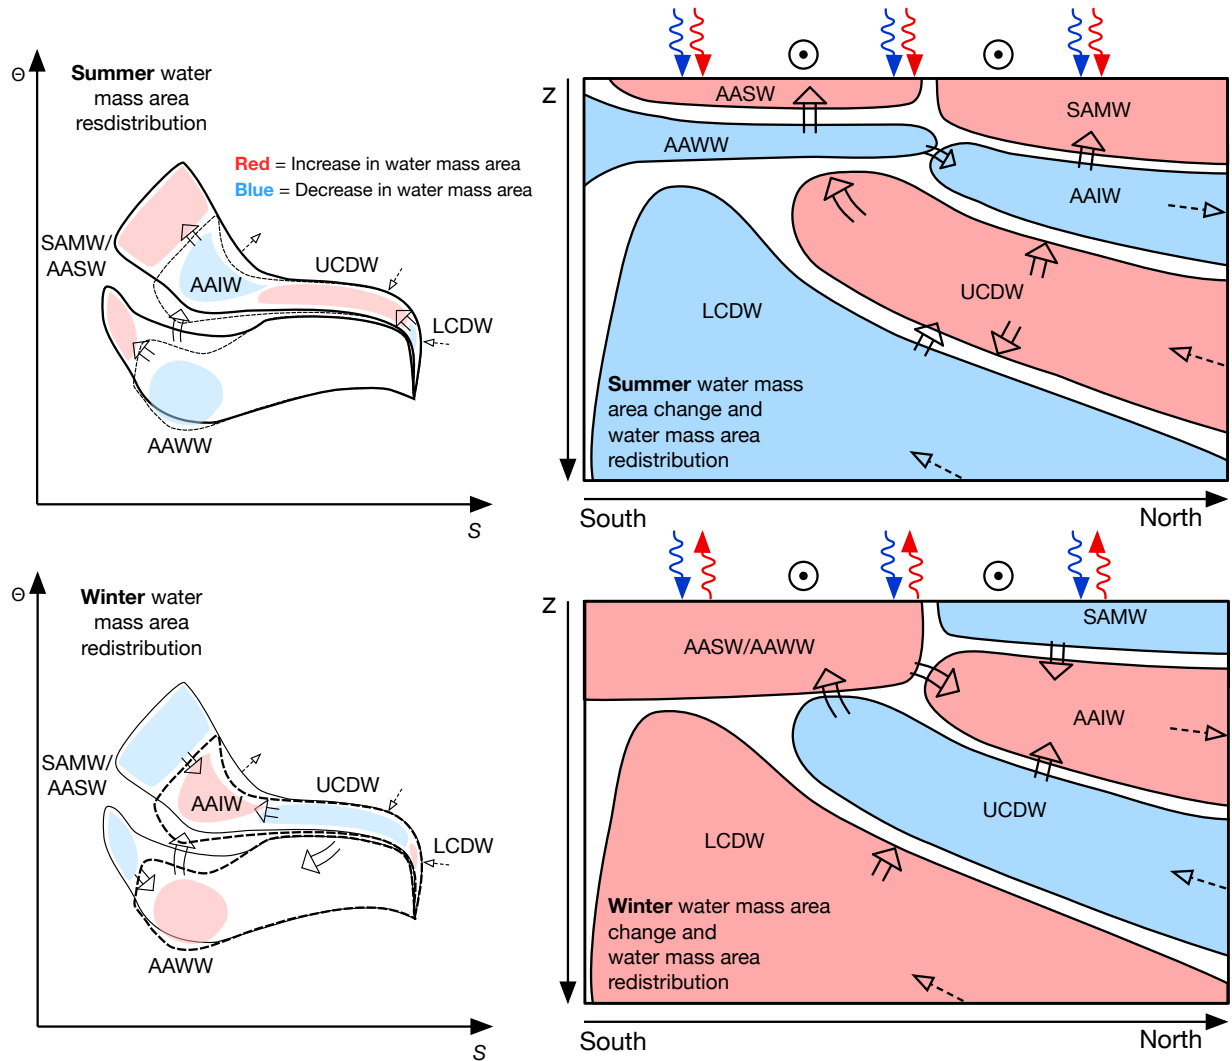 Θ
Summer water
mass area
resdistribution
Red = Increase in water mass area
Blue = Decrease in water mass area
SAMW/
AASW
UCDW
AAIW
LCDW
AAWW
S
Z
AASW
SAMW
AAWW
AAIW
UCDW
LCDW
Summer water mass
area change and
water mass area
redistribution
South
North
Θ
Winter water
mass area
redistribution
SAMW/
AASW
UCDW
AAIW
LCDW
AAWW
S
Z
SAMW
AASW/AAWW
AAIW
UCDW
LCDW
Winter water mass area
change and
water mass area
redistribution
South
North